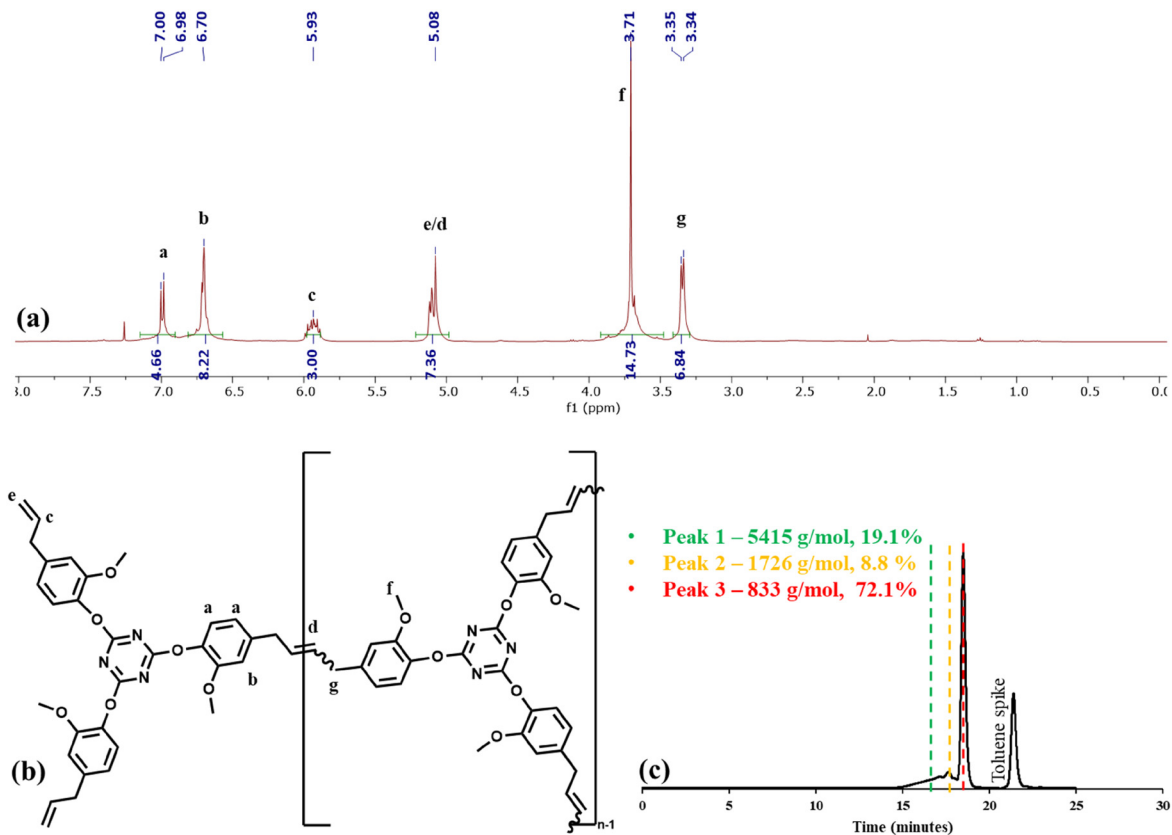 7.00 6.98 6.70 5.93 5.08 3.71 3.35 3.34
f
b
e/d
g
a
c
(a)
4.66 8.22 3.00 7.36 14.73 6.84
8.0 7.5 7.0 6.5 6.0 5.5 5.0 4.5 4.0 3.5 3.0 2.5 2.0 1.5 1.0 0.5 0.0
f1 (ppm)
e
c
O
O
N
N
N
O
a a
O
b
d
f
O
g
O
N
N
N
O
O
O
O
O
O
n-1
(b)
• Peak 1 – 5415 g/mol, 19.1%
• Peak 2 – 1726 g/mol, 8.8 %
• Peak 3 – 833 g/mol, 72.1%
Toluene spike
(c)
0 5 10 15 20 25 30
Time (minutes)